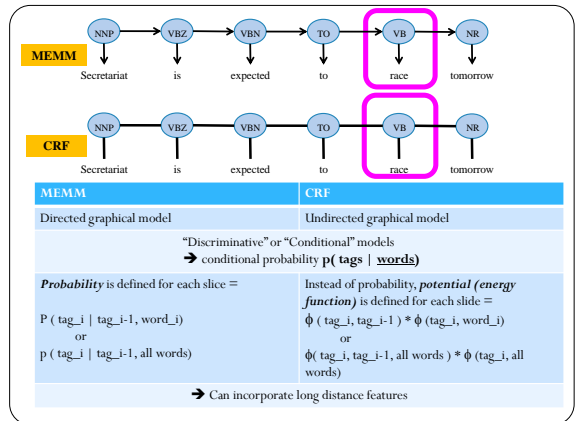 NNP VBZ VBN TO VB NR
MEMM
Secretariat is expected to race tomorrow
NNP VBZ VBN TO VB NR
CRF
Secretariat is expected to race tomorrow
MEMM CRF
Directed graphical model Undirected graphical model
“Discriminative” or “Conditional” models
➔ conditional probability p( tags | words)
Probability is defined for each slice =
P ( tag_i | tag_i-1, word_i)
or
p ( tag_i | tag_i-1, all words)
Instead of probability, potential (energy
function) is defined for each slide =
ϕ ( tag_i, tag_i-1 ) * ϕ (tag_i, word_i)
or
ϕ( tag_i, tag_i-1, all words ) * ϕ (tag_i, all
words)
➔ Can incorporate long distance features